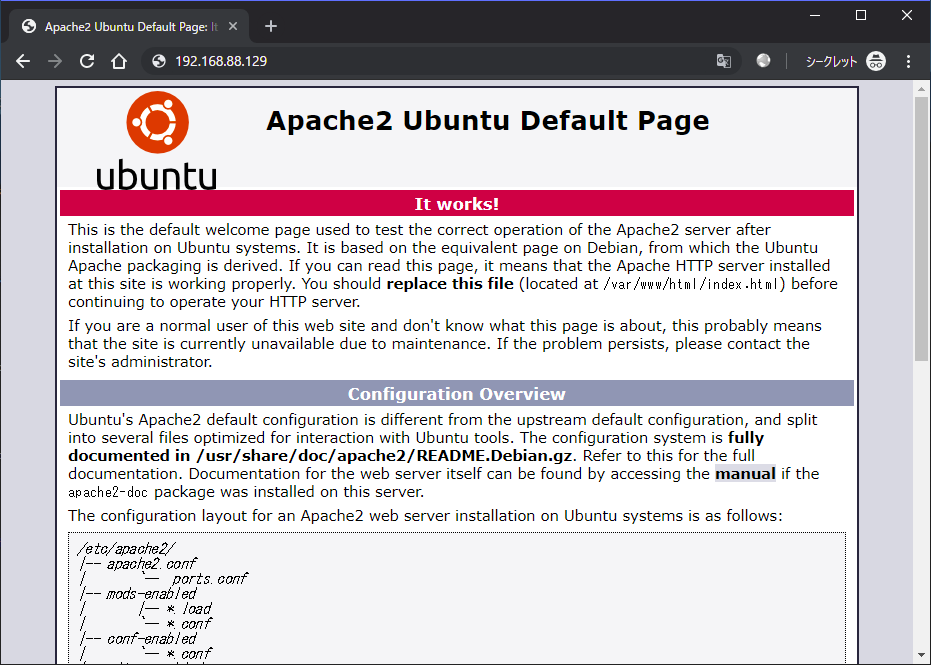 Apache2 Ubuntu Default Page: It
192.168.88.129
シークレット
ubuntu
Apache2 Ubuntu Default Page
It works!
This is the default welcome page used to test the correct operation of the Apache2 server after
installation on Ubuntu systems. It is based on the equivalent page on Debian, from which the Ubuntu
Apache packaging is derived. If you can read this page, it means that the Apache HTTP server installed
at this site is working properly. You should replace this file (located at /var/www/html/index.html) before
continuing to operate your HTTP server.
If you are a normal user of this web site and don't know what this page is about, this probably means
that the site is currently unavailable due to maintenance. If the problem persists, please contact the
site's administrator.
Configuration Overview
Ubuntu's Apache2 default configuration is different from the upstream default configuration, and split
into several files optimized for interaction with Ubuntu tools. The configuration system is fully
documented in /usr/share/doc/apache2/README.Debian.gz. Refer to this for the full
documentation. Documentation for the web server itself can be found by accessing the manual if the
apache2-doc package was installed on this server.
The configuration layout for an Apache2 web server installation on Ubuntu systems is as follows:
/etc/apache2/
|-- apache2.conf
|       `--  ports.conf
|-- mods-enabled
|       |-- *.load
|       `-- *.conf
|-- conf-enabled
|       `-- *.conf